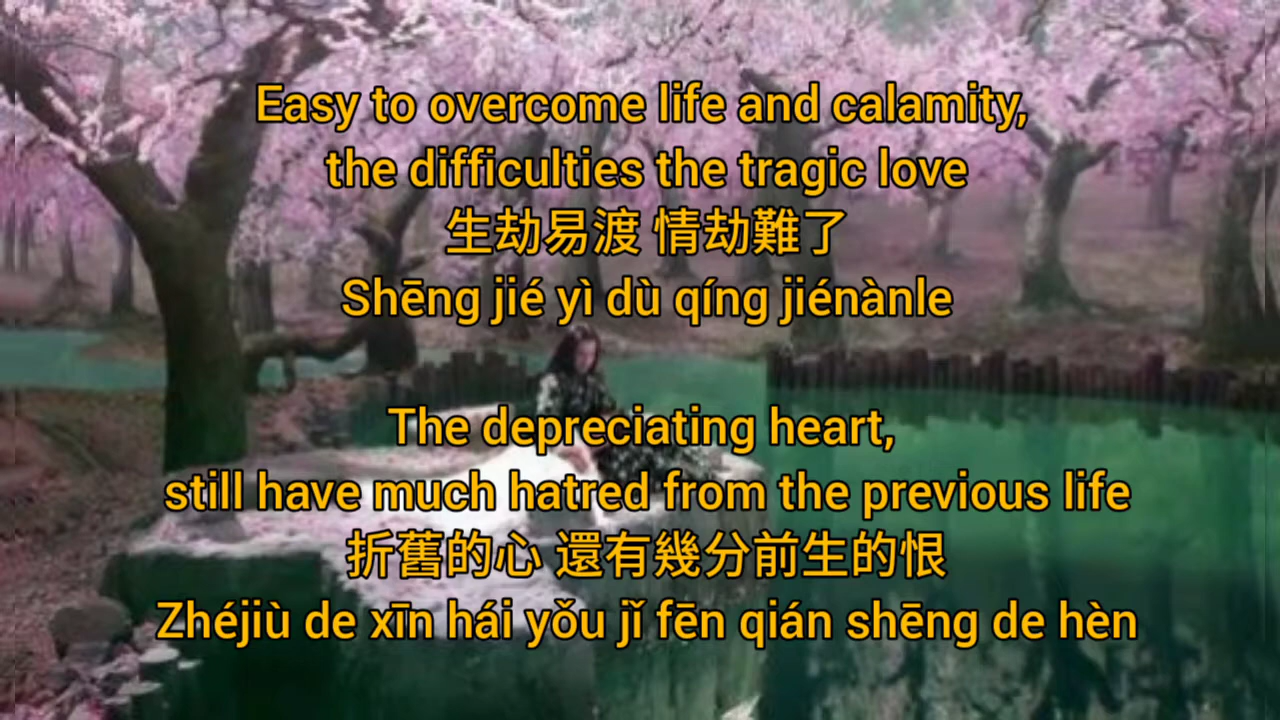 Easy to overcome life and calamity,
the difficulties the tragic love
生劫易渡 情劫難了
Shēng jié yì dù qíng jiénànle
The depreciating heart,
still have much hatred from the previous life
折舊的心 還有幾分前生的恨
Zhéjiù de xīn hái yǒu jǐ fēn qián shēng de hèn